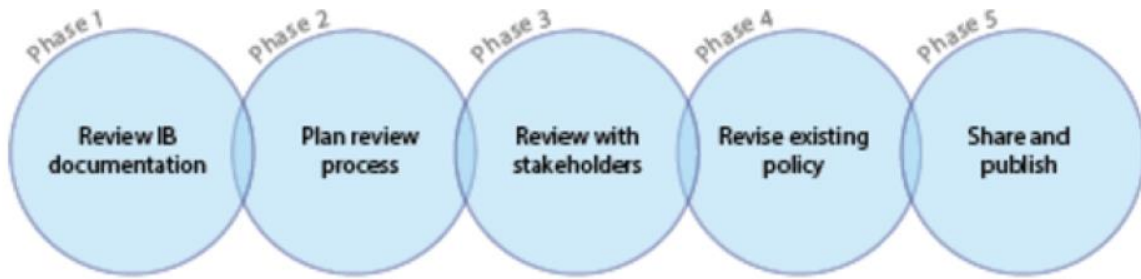 Phase 1
Review IB
documentation
Phase 2
Plan review
process
Phase 3
Review with
stakeholders
Phase 4
Revise existing
policy
Phase 5
Share and
publish